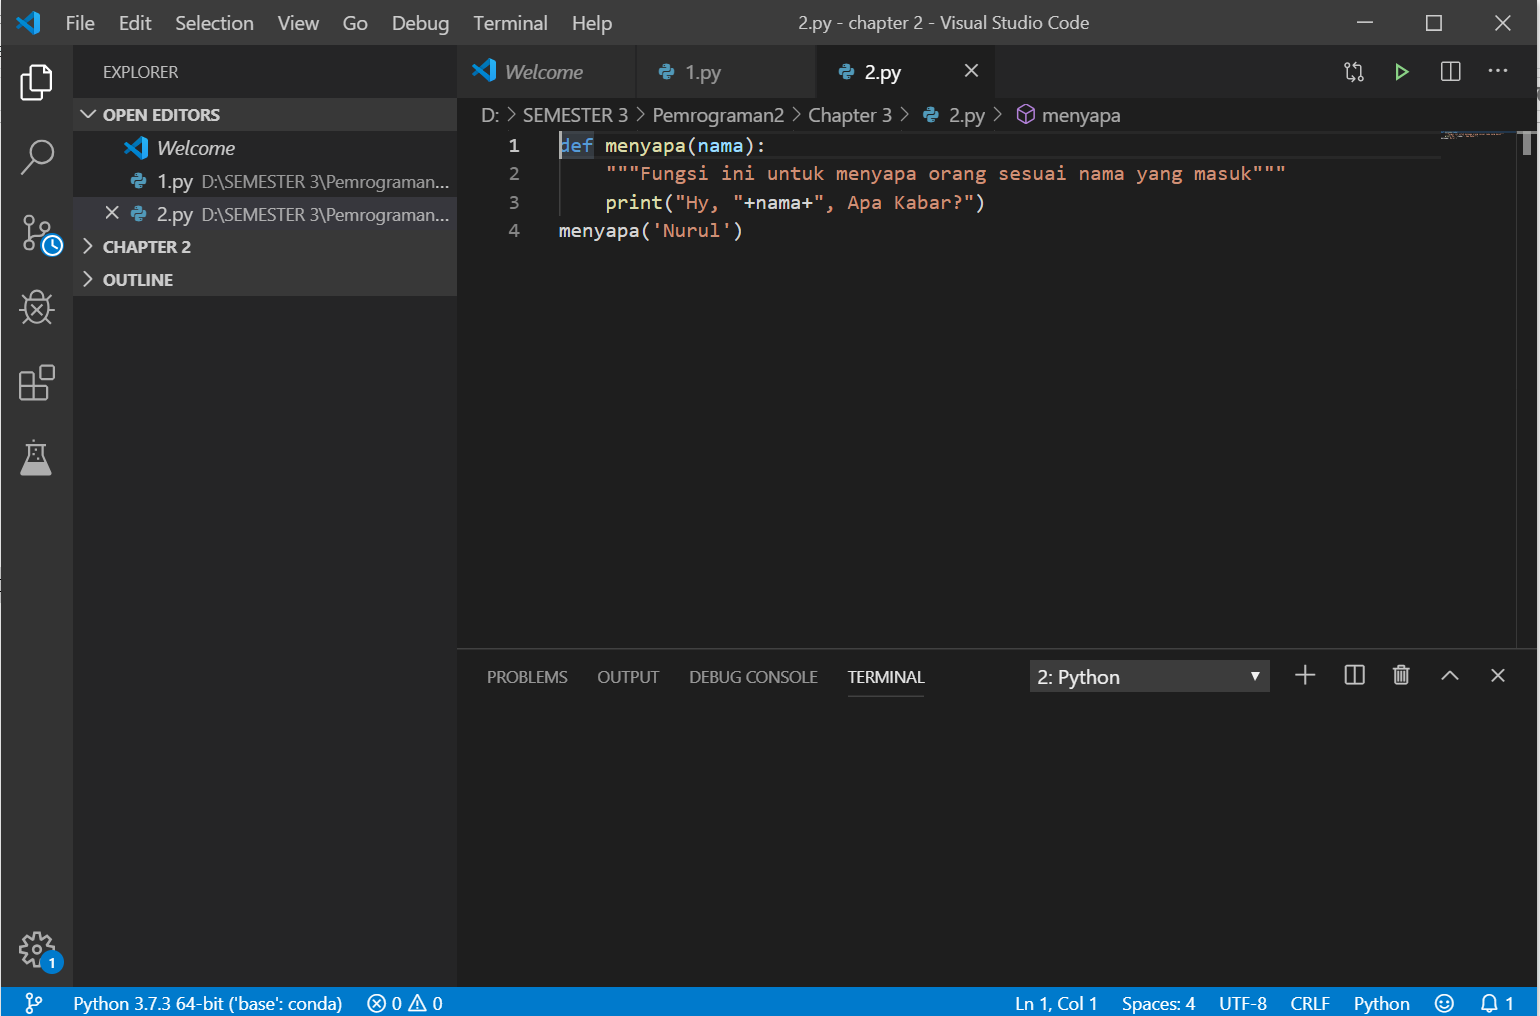 File Edit Selection View Go Debug Terminal Help 2.py - chapter 2 - Visual Studio Code
EXPLORER
OPEN EDITORS
Welcome
1.py D:\SEMESTER 3\Pemrograman...
2.py D:\SEMESTER 3\Pemrograman...
CHAPTER 2
OUTLINE
Welcome 1.py 2.py
D: > SEMESTER 3 > Pemrograman2 > Chapter 3 > 2.py > menyapa
1 def menyapa(nama):
2     """Fungsi ini untuk menyapa orang sesuai nama yang masuk"""
3     print("Hy, "+nama+", Apa Kabar?")
4 menyapa('Nurul')
PROBLEMS OUTPUT DEBUG CONSOLE TERMINAL 2: Python
1
Python 3.7.3 64-bit ('base': conda) 0 0 Ln 1, Col 1 Spaces: 4 UTF-8 CRLF Python 1